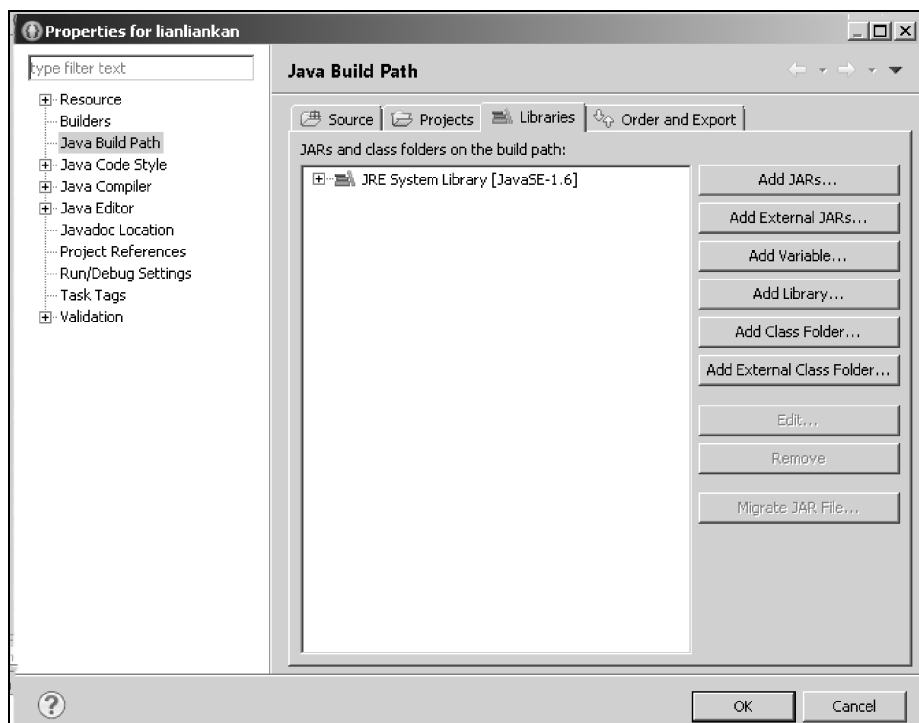 Properties for lianliankan
type filter text
Resource
Builders
Java Build Path
Java Code Style
Java Compiler
Java Editor
Javadoc Location
Project References
Run/Debug Settings
Task Tags
Validation
Java Build Path
Source
Projects
Libraries
Order and Export
JARs and class folders on the build path:
JRE System Library [JavaSE-1.6]
Add JARs...
Add External JARs...
Add Variable...
Add Library...
Add Class Folder...
Add External Class Folder...
Edit...
Remove
Migrate JAR File...
OK
Cancel